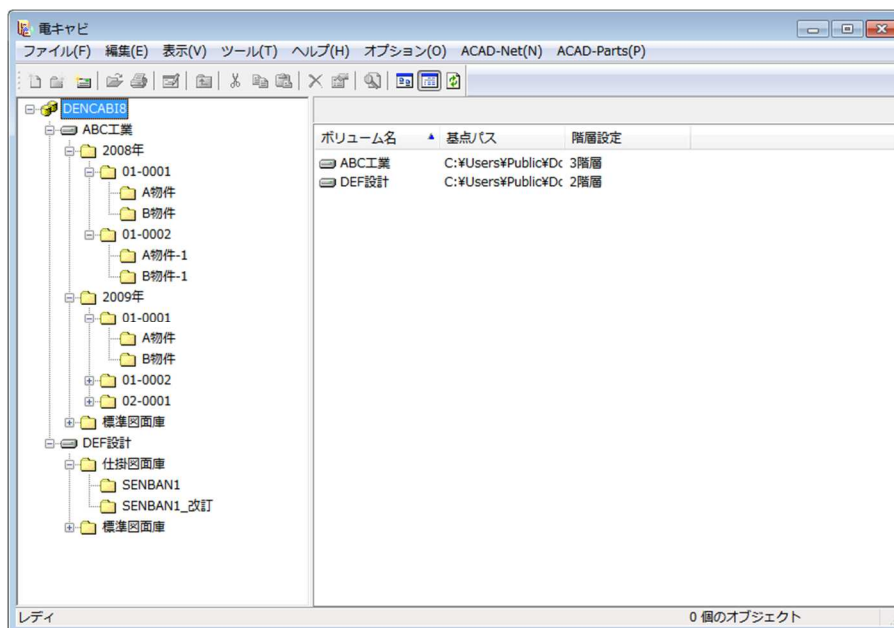 電キャビ
ファイル(F) 編集(E) 表示(V) ツール(T) ヘルプ(H) オプション(O) ACAD-Net(N) ACAD-Parts(P)
DENCABI8
ABC工業
2008年
01-0001
A物件
B物件
01-0002
A物件-1
B物件-1
2009年
01-0001
A物件
B物件
01-0002
02-0001
標準図面庫
DEF設計
仕掛図面庫
SENBAN1
SENBAN1_改訂
標準図面庫
ボリューム名 基点パス 階層設定
ABC工業 C:¥Users¥Public¥Dc 3階層
DEF設計 C:¥Users¥Public¥Dc 2階層
レディ 0 個のオブジェクト